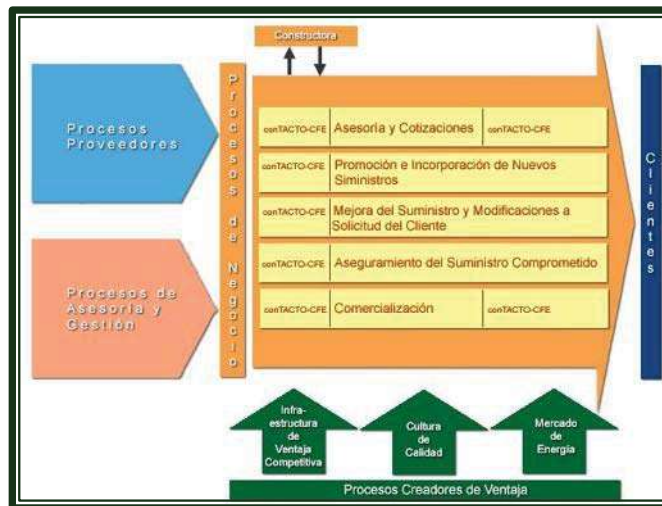 Constructora
Procesos
Proveedores
Procesos de
Asesoría y
Gestión
Procesos de Negocio
conTACTO-CFE Asesoría y Cotizaciones conTACTO-CFE
conTACTO-CFE Promoción e Incorporación de Nuevos
Siministros
conTACTO-CFE Mejora del Suministro y Modificaciones a
Solicitud del Cliente
conTACTO-CFE Aseguramiento del Suministro Comprometido
conTACTO-CFE Comercialización conTACTO-CFE
Clientes
Infra-
estructura
de
Ventaja
Competitiva
Cultura
de
Calidad
Mercado
de
Energía
Procesos Creadores de Ventaja